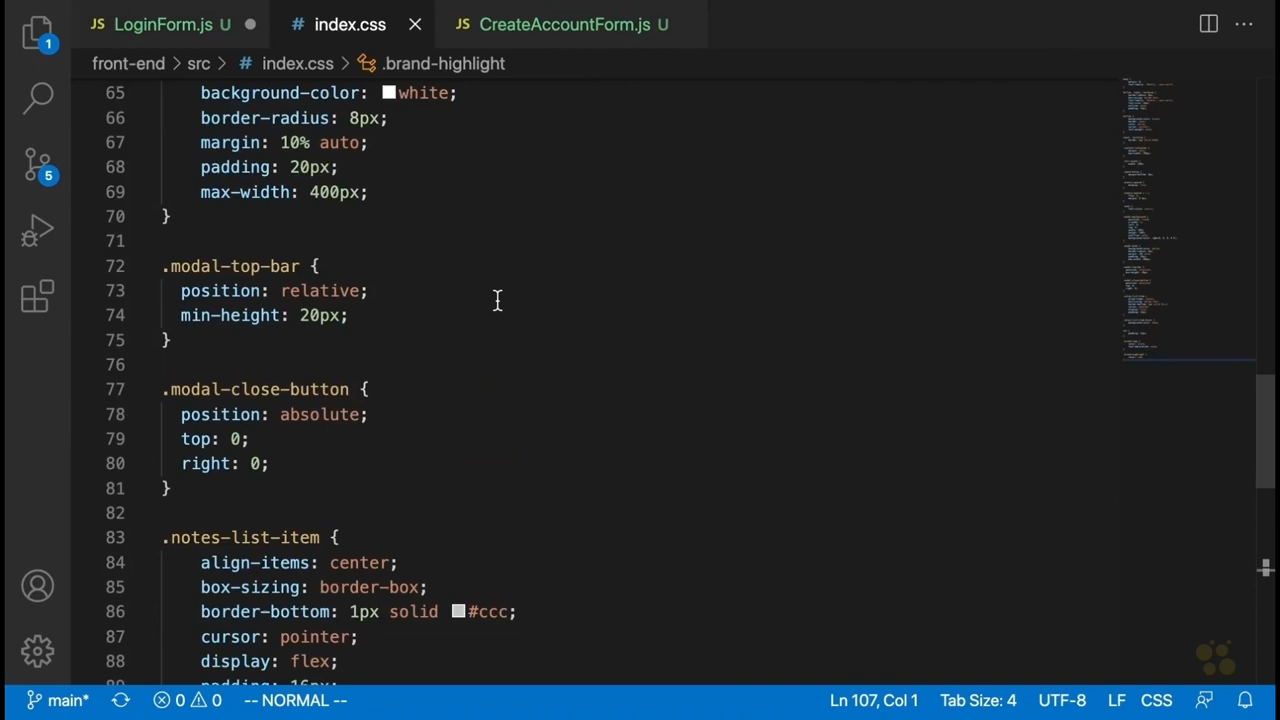 1
5
JS LoginForm.js U
# index.css
JS CreateAccountForm.js U
front-end > src > # index.css > .brand-highlight
65 background-color: white;
66 border-radius: 8px;
67 margin: 10% auto;
68 padding: 20px;
69 max-width: 400px;
70 }
71
72 .modal-top-bar {
73 position: relative;
74 min-height: 20px;
75 }
76
77 .modal-close-button {
78 position: absolute;
79 top: 0;
80 right: 0;
81 }
82
83 .notes-list-item {
84 align-items: center;
85 box-sizing: border-box;
86 border-bottom: 1px solid #ccc;
87 cursor: pointer;
88 display: flex;
main* 0 0 -- NORMAL -- Ln 107, Col 1 Tab Size: 4 UTF-8 LF CSS